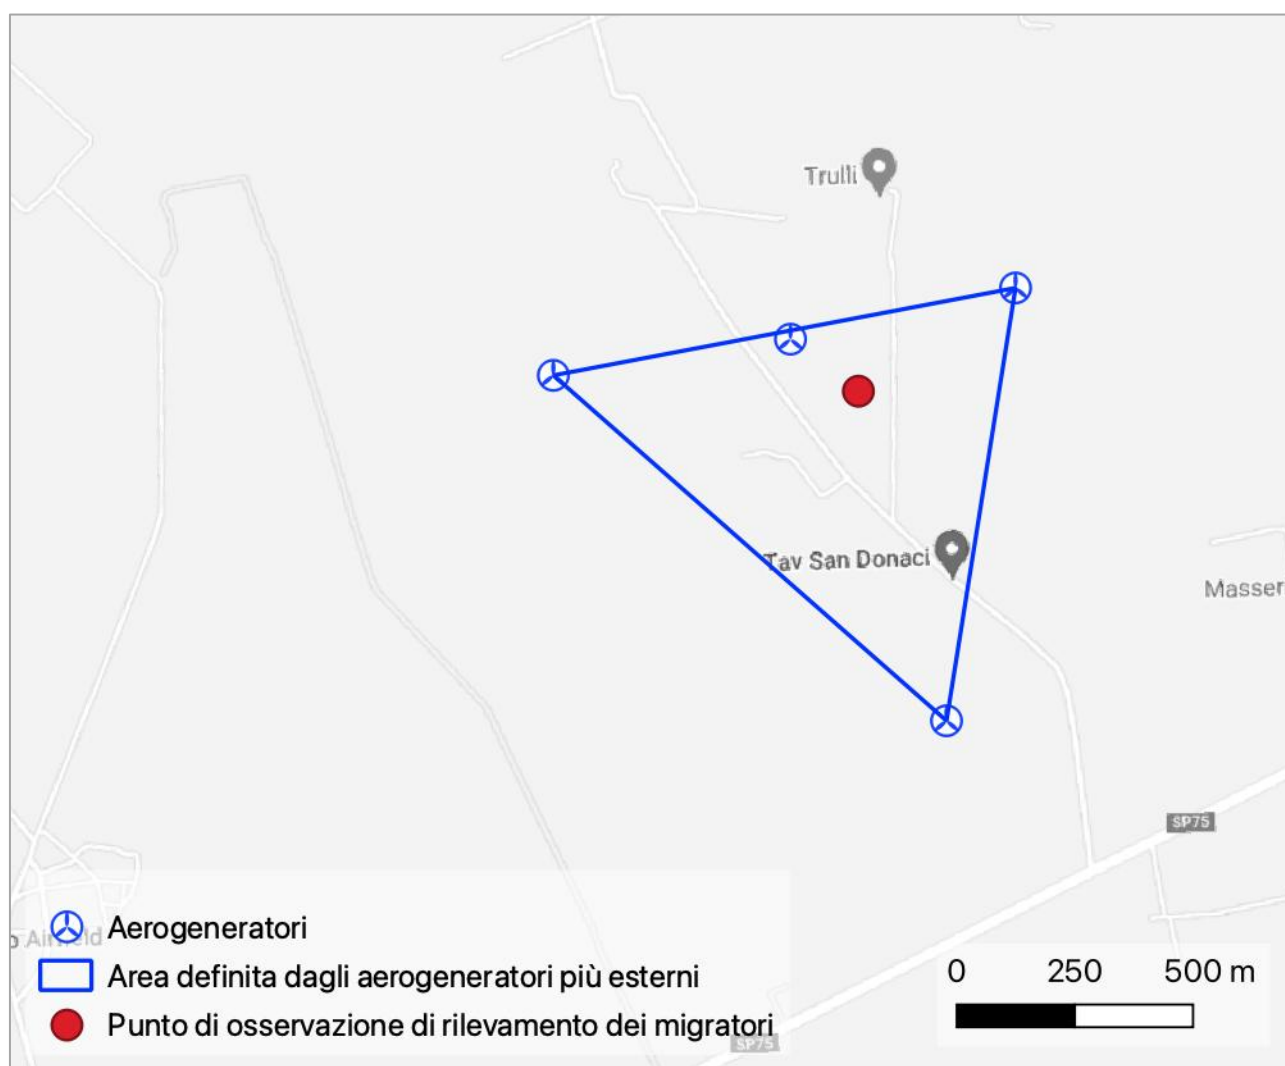 Trulli
Tav San Donaci
Masser
SP75
Airfield
Aerogeneratori
Area definita dagli aerogeneratori più esterni
Punto di osservazione di rilevamento dei migratori
0 250 500 m
SP75